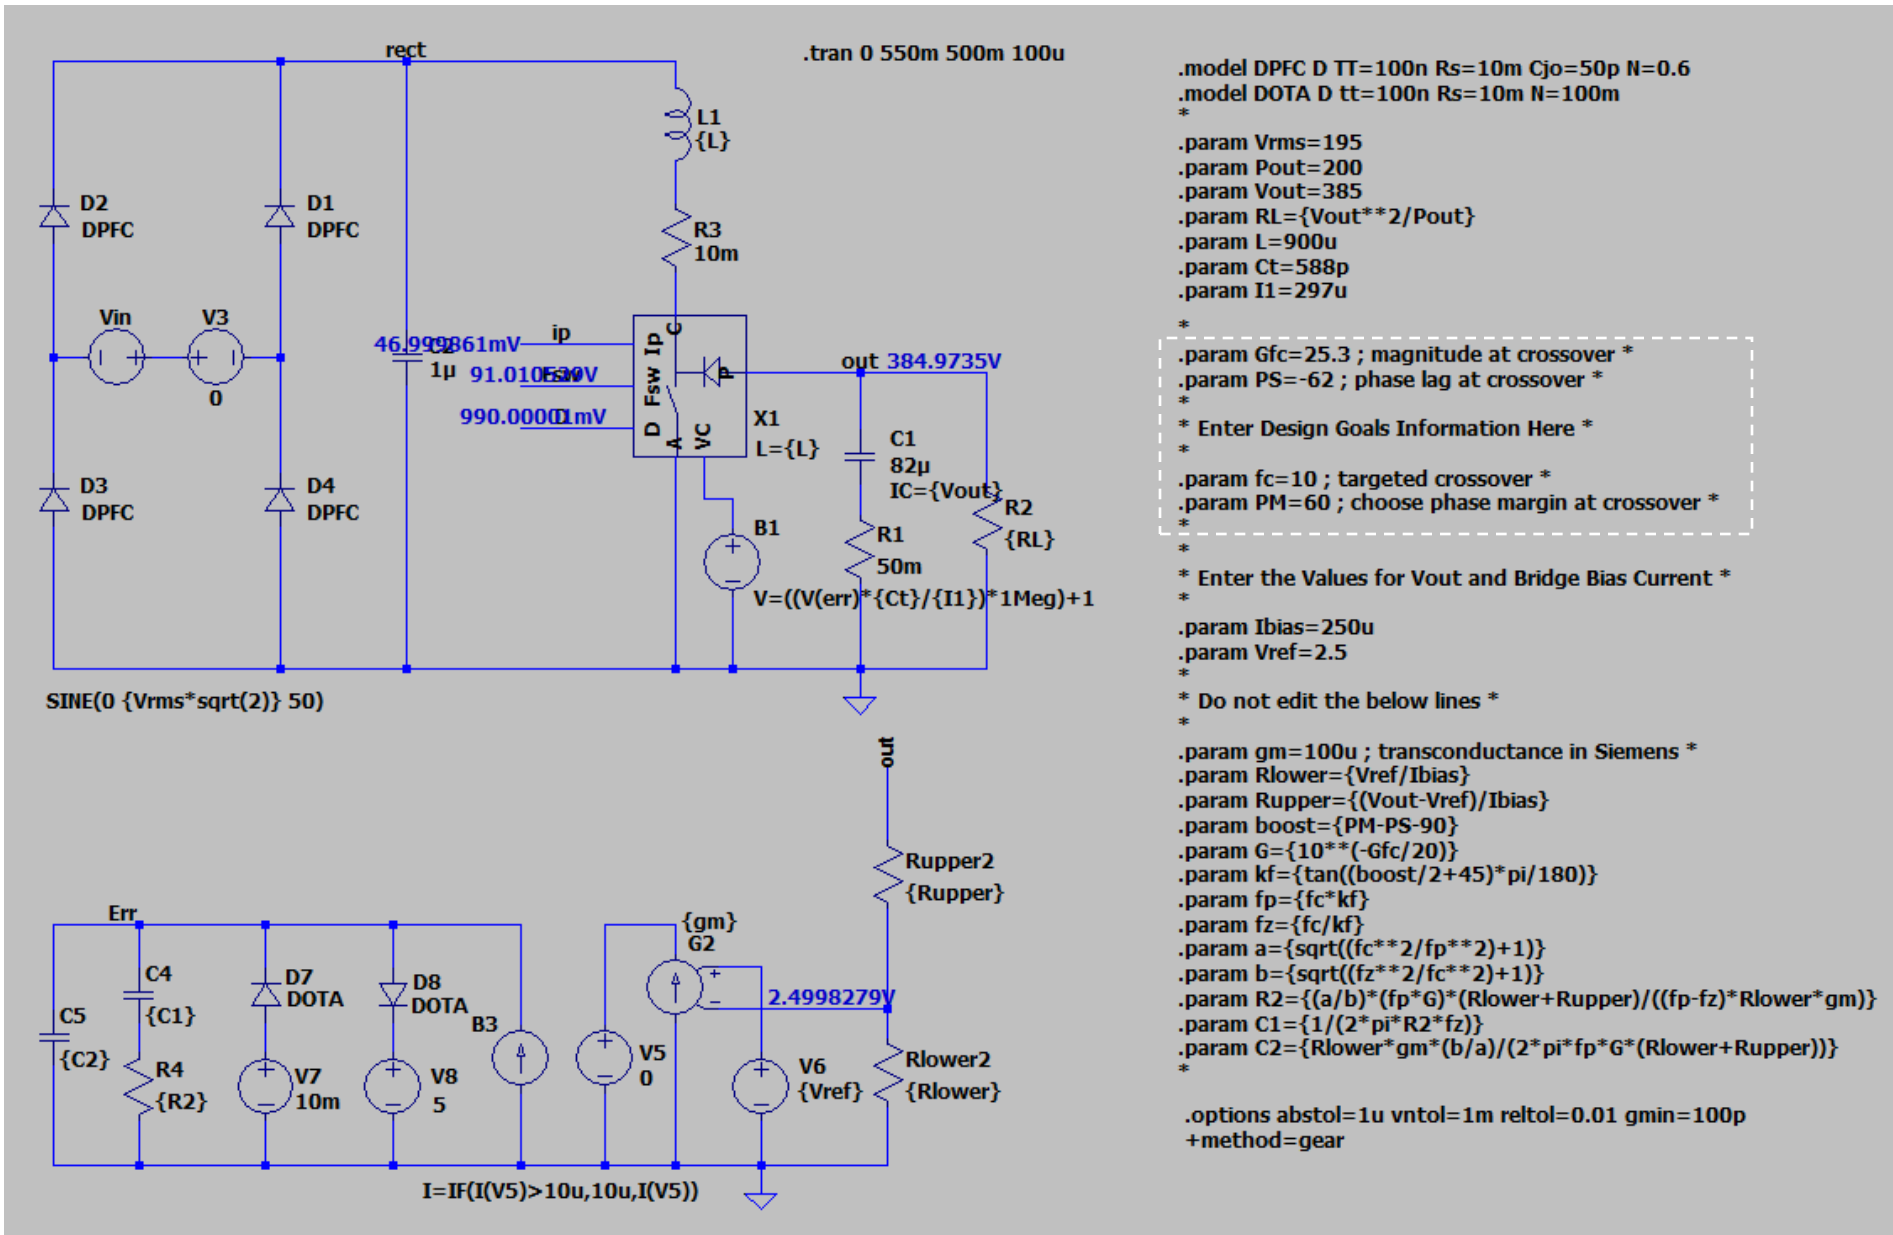 rect
.tran 0 550m 500m 100u
L1
{L}
D2
DPFC
D1
DPFC
R3
10m
Vin
V3
0
ip
46.999861mV
C2
1µ
91.010529V
Fsw
990.00001mV
D
C
Ip
Fsw
D
P
A
VC
X1
L={L}
out 384.9735V
C1
82µ
IC={Vout}
R2
{RL}
R1
50m
D3
DPFC
D4
DPFC
B1
V=((V(err)*{Ct}/{I1})*1Meg)+1
SINE(0 {Vrms*sqrt(2)} 50)
out
Rupper2
{Rupper}
Err
{gm}
G2
C4
{C1}
D7
DOTA
D8
DOTA
2.4998279V
C5
{C2}
B3
R4
{R2}
V7
10m
V8
5
V5
0
V6
{Vref}
Rlower2
{Rlower}
I=IF(I(V5)>10u,10u,I(V5))
.model DPFC D TT=100n Rs=10m Cjo=50p N=0.6
.model DOTA D tt=100n Rs=10m N=100m
*
.param Vrms=195
.param Pout=200
.param Vout=385
.param RL={Vout**2/Pout}
.param L=900u
.param Ct=588p
.param I1=297u
*
.param Gfc=25.3 ; magnitude at crossover *
.param PS=-62 ; phase lag at crossover *
*
* Enter Design Goals Information Here *
*
.param fc=10 ; targeted crossover *
.param PM=60 ; choose phase margin at crossover *
*
*
* Enter the Values for Vout and Bridge Bias Current *
*
.param Ibias=250u
.param Vref=2.5
*
* Do not edit the below lines *
*
.param gm=100u ; transconductance in Siemens *
.param Rlower={Vref/Ibias}
.param Rupper={(Vout-Vref)/Ibias}
.param boost={PM-PS-90}
.param G={10**(-Gfc/20)}
.param kf={tan((boost/2+45)*pi/180)}
.param fp={fc*kf}
.param fz={fc/kf}
.param a={sqrt((fc**2/fp**2)+1)}
.param b={sqrt((fz**2/fc**2)+1)}
.param R2={(a/b)*(fp*G)*(Rlower+Rupper)/((fp-fz)*Rlower*gm)}
.param C1={1/(2*pi*R2*fz)}
.param C2={Rlower*gm*(b/a)/(2*pi*fp*G*(Rlower+Rupper))}
*
.options abstol=1u vntol=1m reltol=0.01 gmin=100p
+method=gear